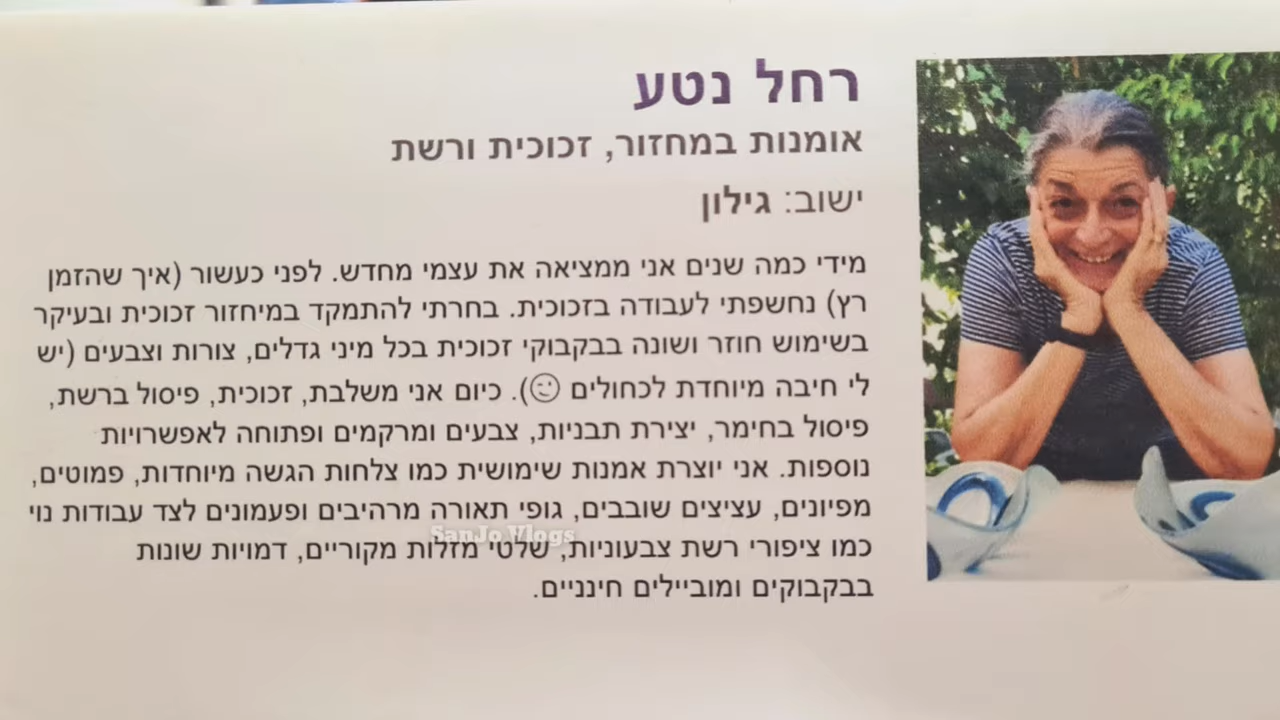 רחל נטע
אומנות במחזור, זכוכית ורשת
ישוב: גילון
מידי כמה שנים אני ממציאה את עצמי מחדש. לפני כעשור (איך שהזמן
רץ) נחשפתי לעבודה בזכוכית. בחרתי להתמקד במיחזור זכוכית ובעיקר
בשימוש חוזר ושונה בבקבוקי זכוכית בכל מיני גדלים, צורות וצבעים (יש
לי חיבה מיוחדת לכחולים 😉). כיום אני משלבת, זכוכית, פיסול ברשת,
פיסול בחימר, יצירת תבניות, צבעים ומרקמים ופתוחה לאפשרויות
נוספות. אני יוצרת אמנות שימושית כמו צלחות הגשה מיוחדות, פמוטים,
מפיונים, עציצים שובבים, גופי תאורה מרהיבים ופעמונים לצד עבודות נוי
SanJo Vlogs
כמו ציפורי רשת צבעוניות, שלטי מזלות מקוריים, דמויות שונות
בבקבוקים ומוביילים חינניים.